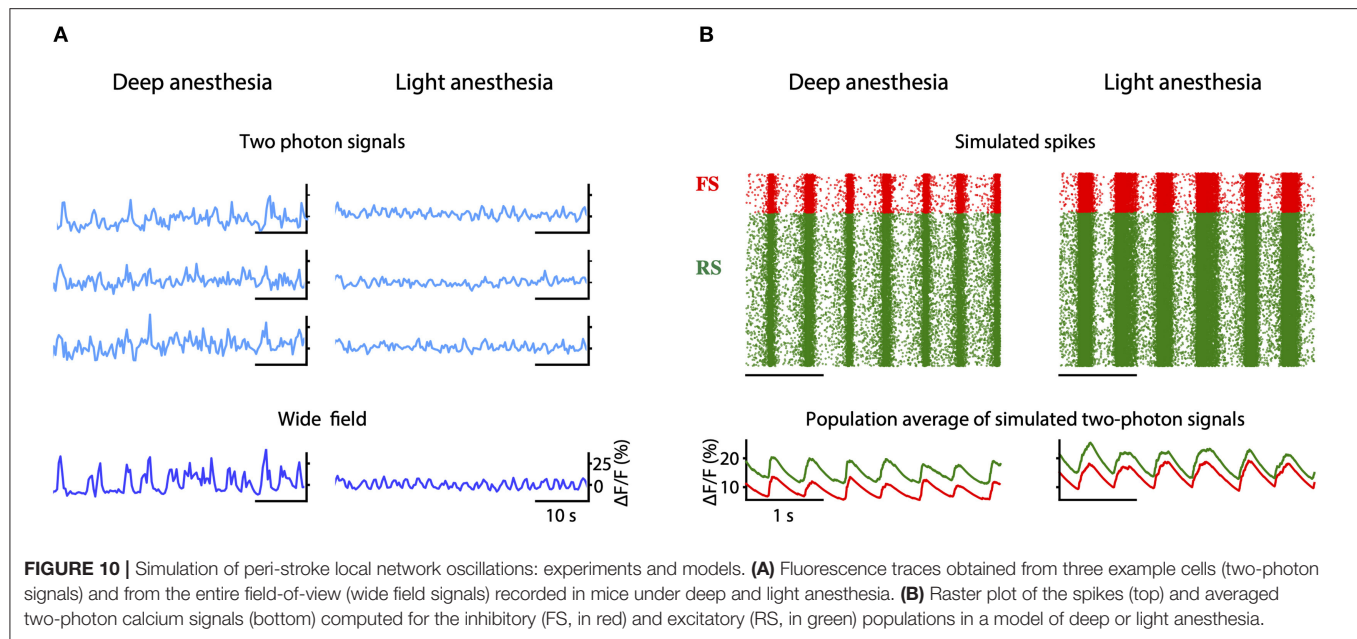 A
B
Deep anesthesia
Light anesthesia
Deep anesthesia
Light anesthesia
Two photon signals
Simulated spikes
FS
RS
Wide field
Population average of simulated two-photon signals
25
0
ΔF/F (%)
10 s
ΔF/F (%)
20
10
1 s
FIGURE 10 | Simulation of peri-stroke local network oscillations: experiments and models. (A) Fluorescence traces obtained from three example cells (two-photon
signals) and from the entire field-of-view (wide field signals) recorded in mice under deep and light anesthesia. (B) Raster plot of the spikes (top) and averaged
two-photon calcium signals (bottom) computed for the inhibitory (FS, in red) and excitatory (RS, in green) populations in a model of deep or light anesthesia.